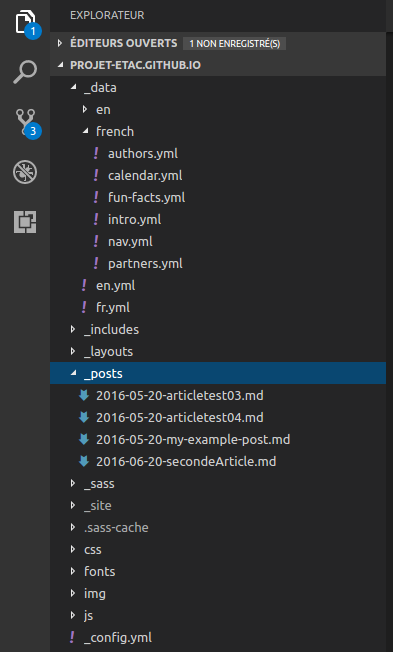 EXPLORATEUR
1
ÉDITEURS OUVERTS 1 NON ENREGISTRÉ(S)
PROJET-ETAC.GITHUB.IO
_data
en
3
french
! authors.yml
! calendar.yml
! fun-facts.yml
! intro.yml
! nav.yml
! partners.yml
! en.yml
! fr.yml
_includes
_layouts
_posts
2016-05-20-articletest03.md
2016-05-20-articletest04.md
2016-05-20-my-example-post.md
2016-06-20-secondeArticle.md
_sass
_site
.sass-cache
css
fonts
img
js
! _config.yml